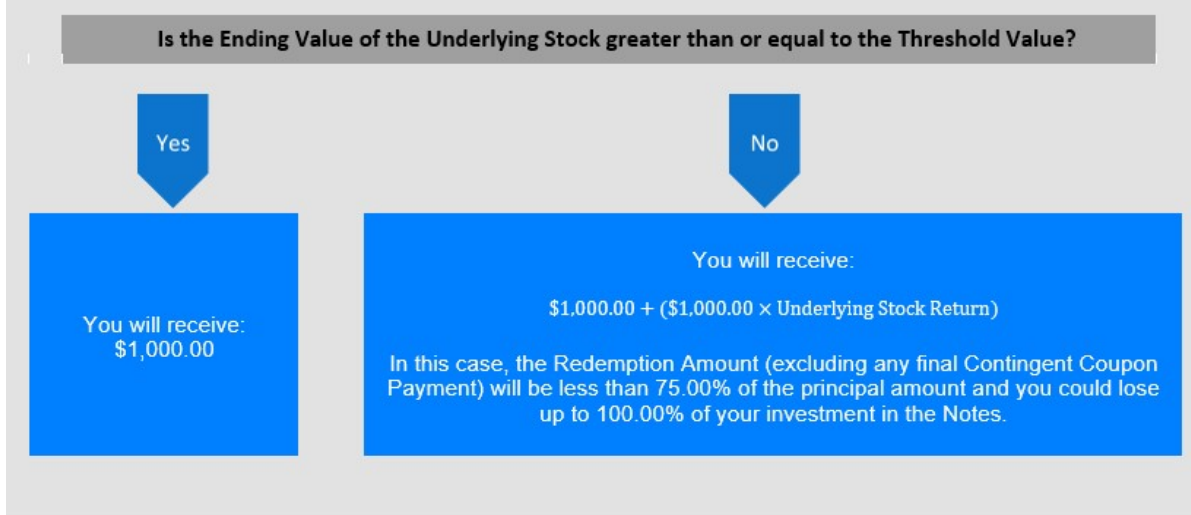 Is the Ending Value of the Underlying Stock greater than or equal to the Threshold Value?
Yes
No
You will receive:
$1,000.00
You will receive:
$1,000.00 + ($1,000.00 × Underlying Stock Return)
In this case, the Redemption Amount (excluding any final Contingent Coupon
Payment) will be less than 75.00% of the principal amount and you could lose
up to 100.00% of your investment in the Notes.